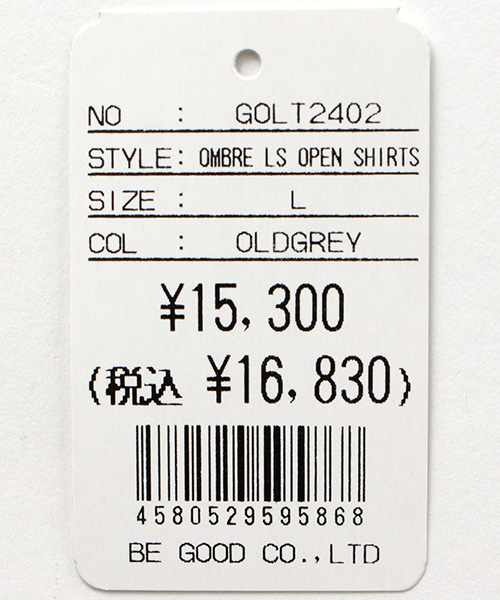 NO : GOLT2402
STYLE: OMBRE LS OPEN SHIRTS
SIZE : L
COL : OLDGREY
¥15,300
(税込 ¥16,830)
4580529595868
BE GOOD CO.,LTD